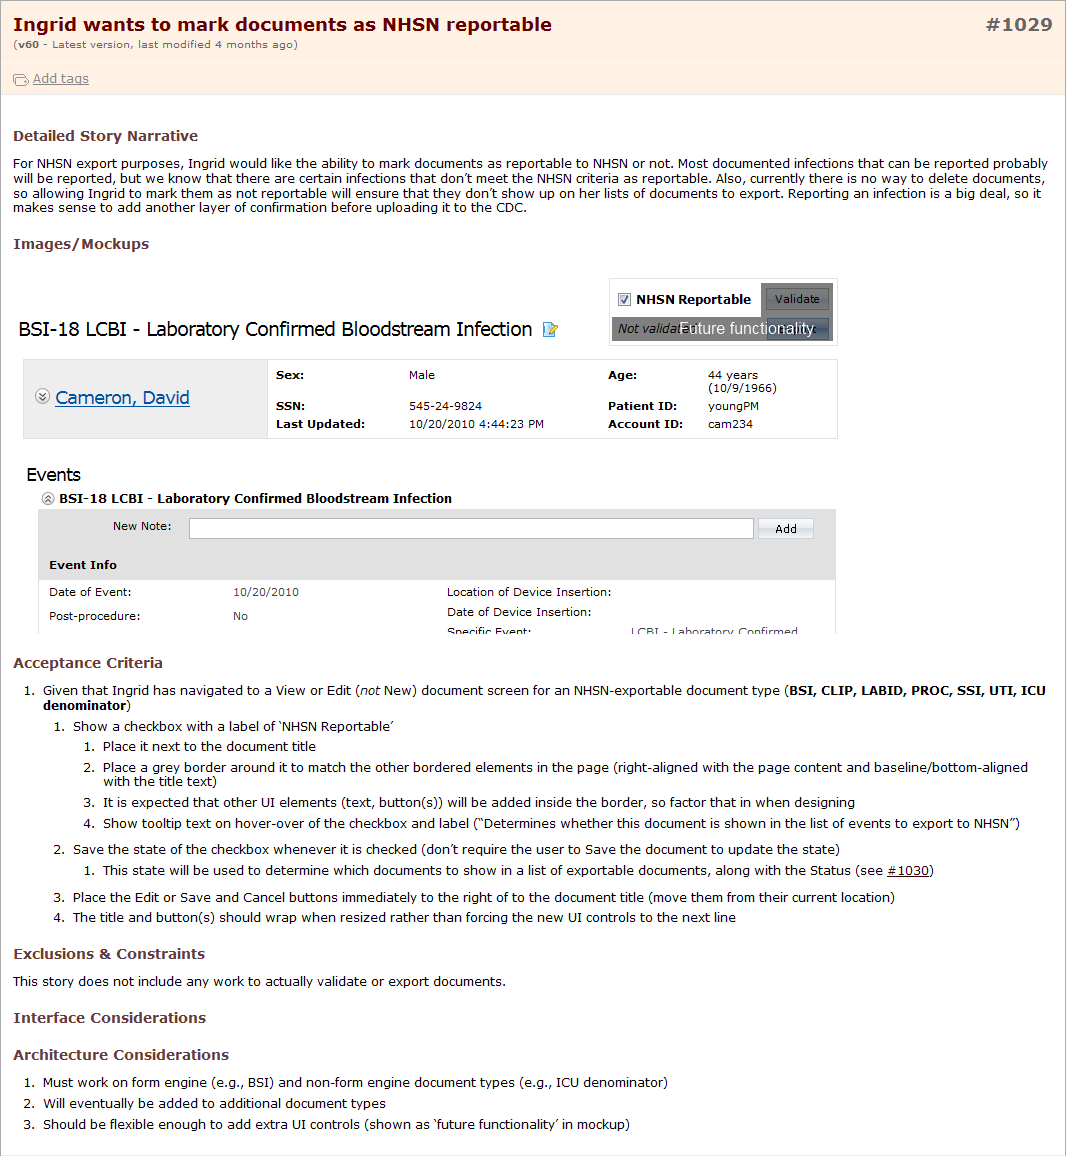 Ingrid wants to mark documents as NHSN reportable
#1029
(v60 - Latest version, last modified 4 months ago)
Add tags
Detailed Story Narrative
For NHSN export purposes, Ingrid would like the ability to mark documents as reportable to NHSN or not. Most documented infections that can be reported probably
will be reported, but we know that there are certain infections that don’t meet the NHSN criteria as reportable. Also, currently there is no way to delete documents,
so allowing Ingrid to mark them as not reportable will ensure that they don’t show up on her lists of documents to export. Reporting an infection is a big deal, so it
makes sense to add another layer of confirmation before uploading it to the CDC.
Images/Mockups
NHSN Reportable Validate
Not validated Future functionality
BSI-18 LCBI - Laboratory Confirmed Bloodstream Infection
Cameron, David
Sex: Male Age: 44 years
(10/9/1966)
SSN: 545-24-9824 Patient ID: youngPM
Last Updated: 10/20/2010 4:44:23 PM Account ID: cam234
Events
BSI-18 LCBI - Laboratory Confirmed Bloodstream Infection
New Note: Add
Event Info
Date of Event: 10/20/2010 Location of Device Insertion:
Date of Device Insertion:
Post-procedure: No
Specific Event: LCBI - Laboratory Confirmed
Acceptance Criteria
1. Given that Ingrid has navigated to a View or Edit (not New) document screen for an NHSN-exportable document type (BSI, CLIP, LABID, PROC, SSI, UTI, ICU
denominator)
1. Show a checkbox with a label of ‘NHSN Reportable’
1. Place it next to the document title
2. Place a grey border around it to match the other bordered elements in the page (right-aligned with the page content and baseline/bottom-aligned
with the title text)
3. It is expected that other UI elements (text, button(s)) will be added inside the border, so factor that in when designing
4. Show tooltip text on hover-over of the checkbox and label (“Determines whether this document is shown in the list of events to export to NHSN”)
2. Save the state of the checkbox whenever it is checked (don’t require the user to Save the document to update the state)
1. This state will be used to determine which documents to show in a list of exportable documents, along with the Status (see #1030)
3. Place the Edit or Save and Cancel buttons immediately to the right of to the document title (move them from their current location)
4. The title and button(s) should wrap when resized rather than forcing the new UI controls to the next line
Exclusions & Constraints
This story does not include any work to actually validate or export documents.
Interface Considerations
Architecture Considerations
1. Must work on form engine (e.g., BSI) and non-form engine document types (e.g., ICU denominator)
2. Will eventually be added to additional document types
3. Should be flexible enough to add extra UI controls (shown as ‘future functionality’ in mockup)